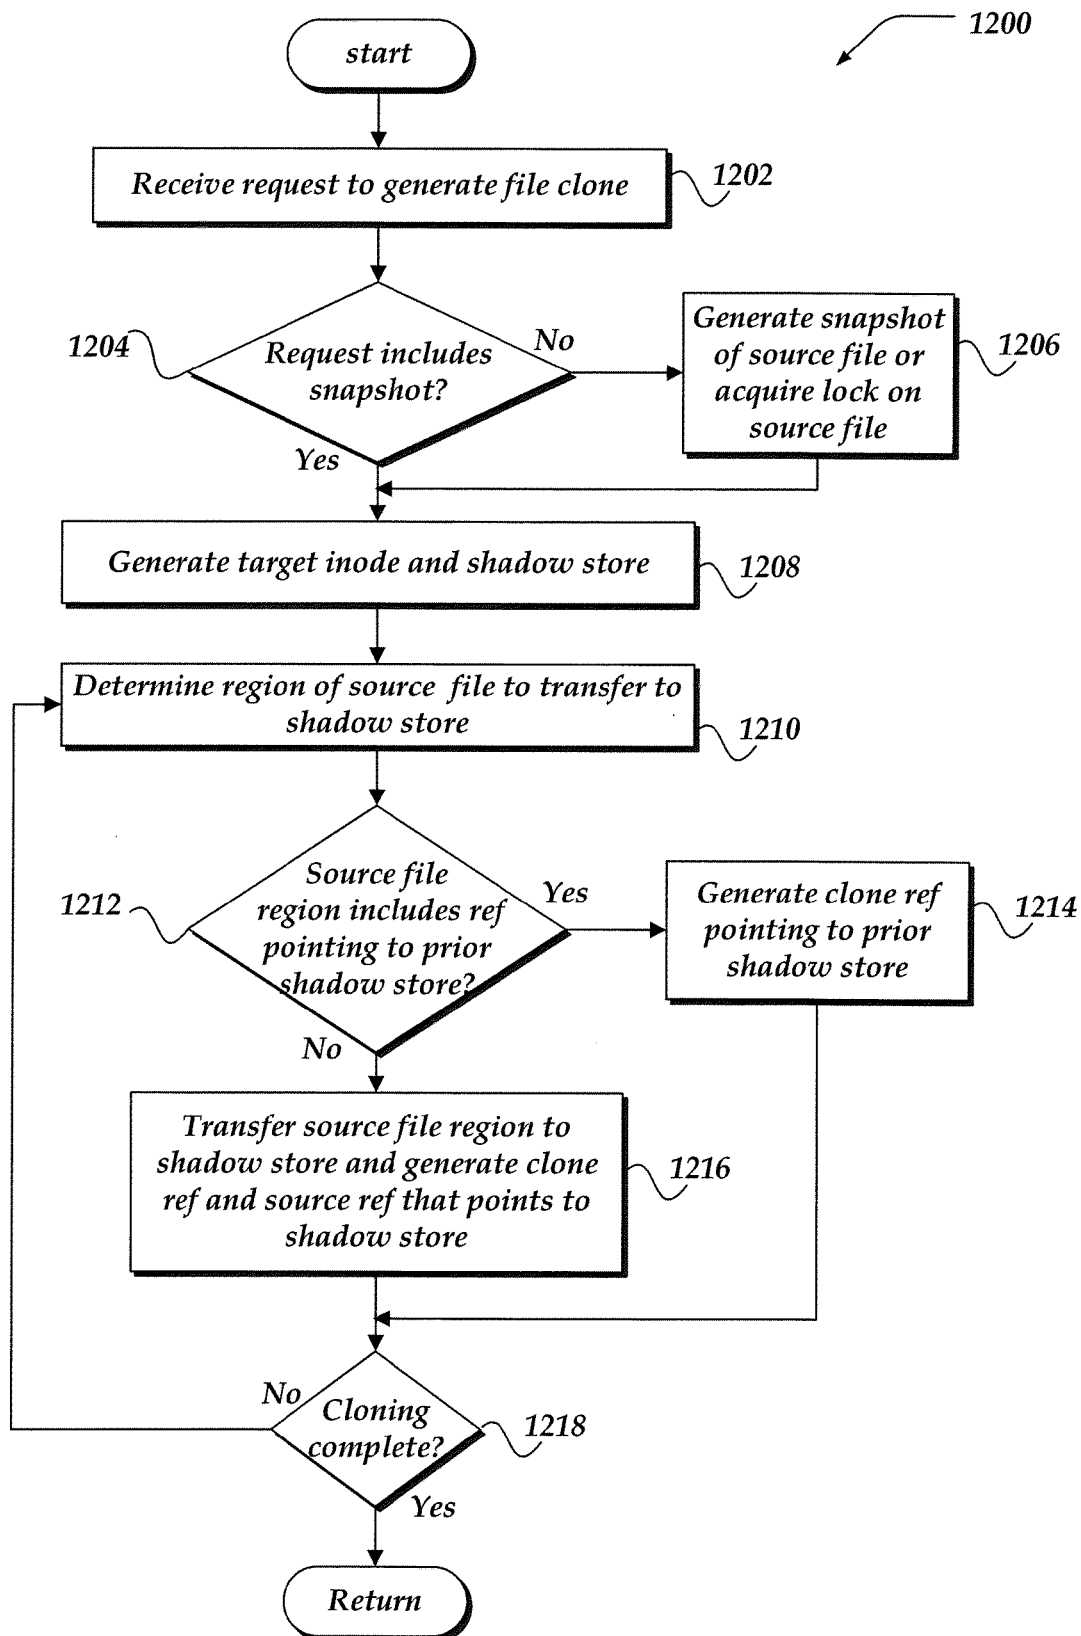 1200
start
Receive request to generate file clone
1202
1204
Request includes
snapshot?
No
Yes
Generate snapshot
of source file or
acquire lock on
source file
1206
Generate target inode and shadow store
1208
Determine region of source file to transfer to
shadow store
1210
1212
Source file
region includes ref
pointing to prior
shadow store?
Yes
No
Generate clone ref
pointing to prior
shadow store
1214
Transfer source file region to
shadow store and generate clone
ref and source ref that points to
shadow store
1216
No
Cloning
complete?
1218
Yes
Return